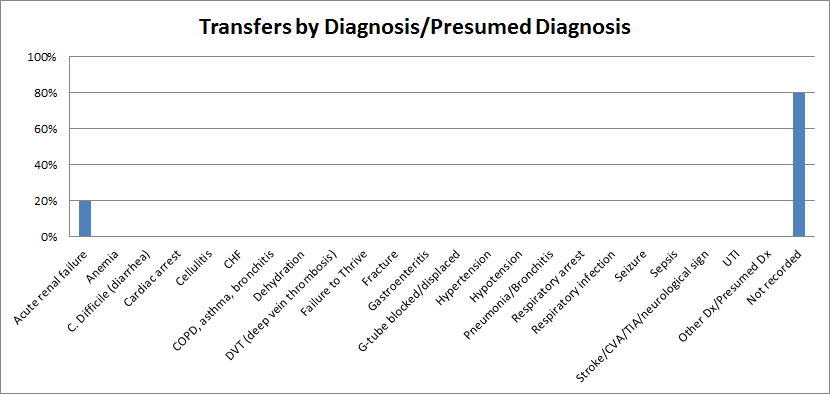 Transfers by Diagnosis/Presumed Diagnosis
100%
80%
60%
40%
20%
0%
Acute renal failure
Anemia
C. Difficile (diarrhea)
Cardiac arrest
Cellulitis
CHF
COPD, asthma, bronchitis
Dehydration
DVT (deep vein thrombosis)
Failure to Thrive
Fracture
Gastroenteritis
G-tube blocked/displaced
Hypertension
Hypotension
Pneumonia/Bronchitis
Respiratory arrest
Respiratory infection
Seizure
Sepsis
Stroke/CVA/TIA/neurological sign
UTI
Other Dx/Presumed Dx
Not recorded